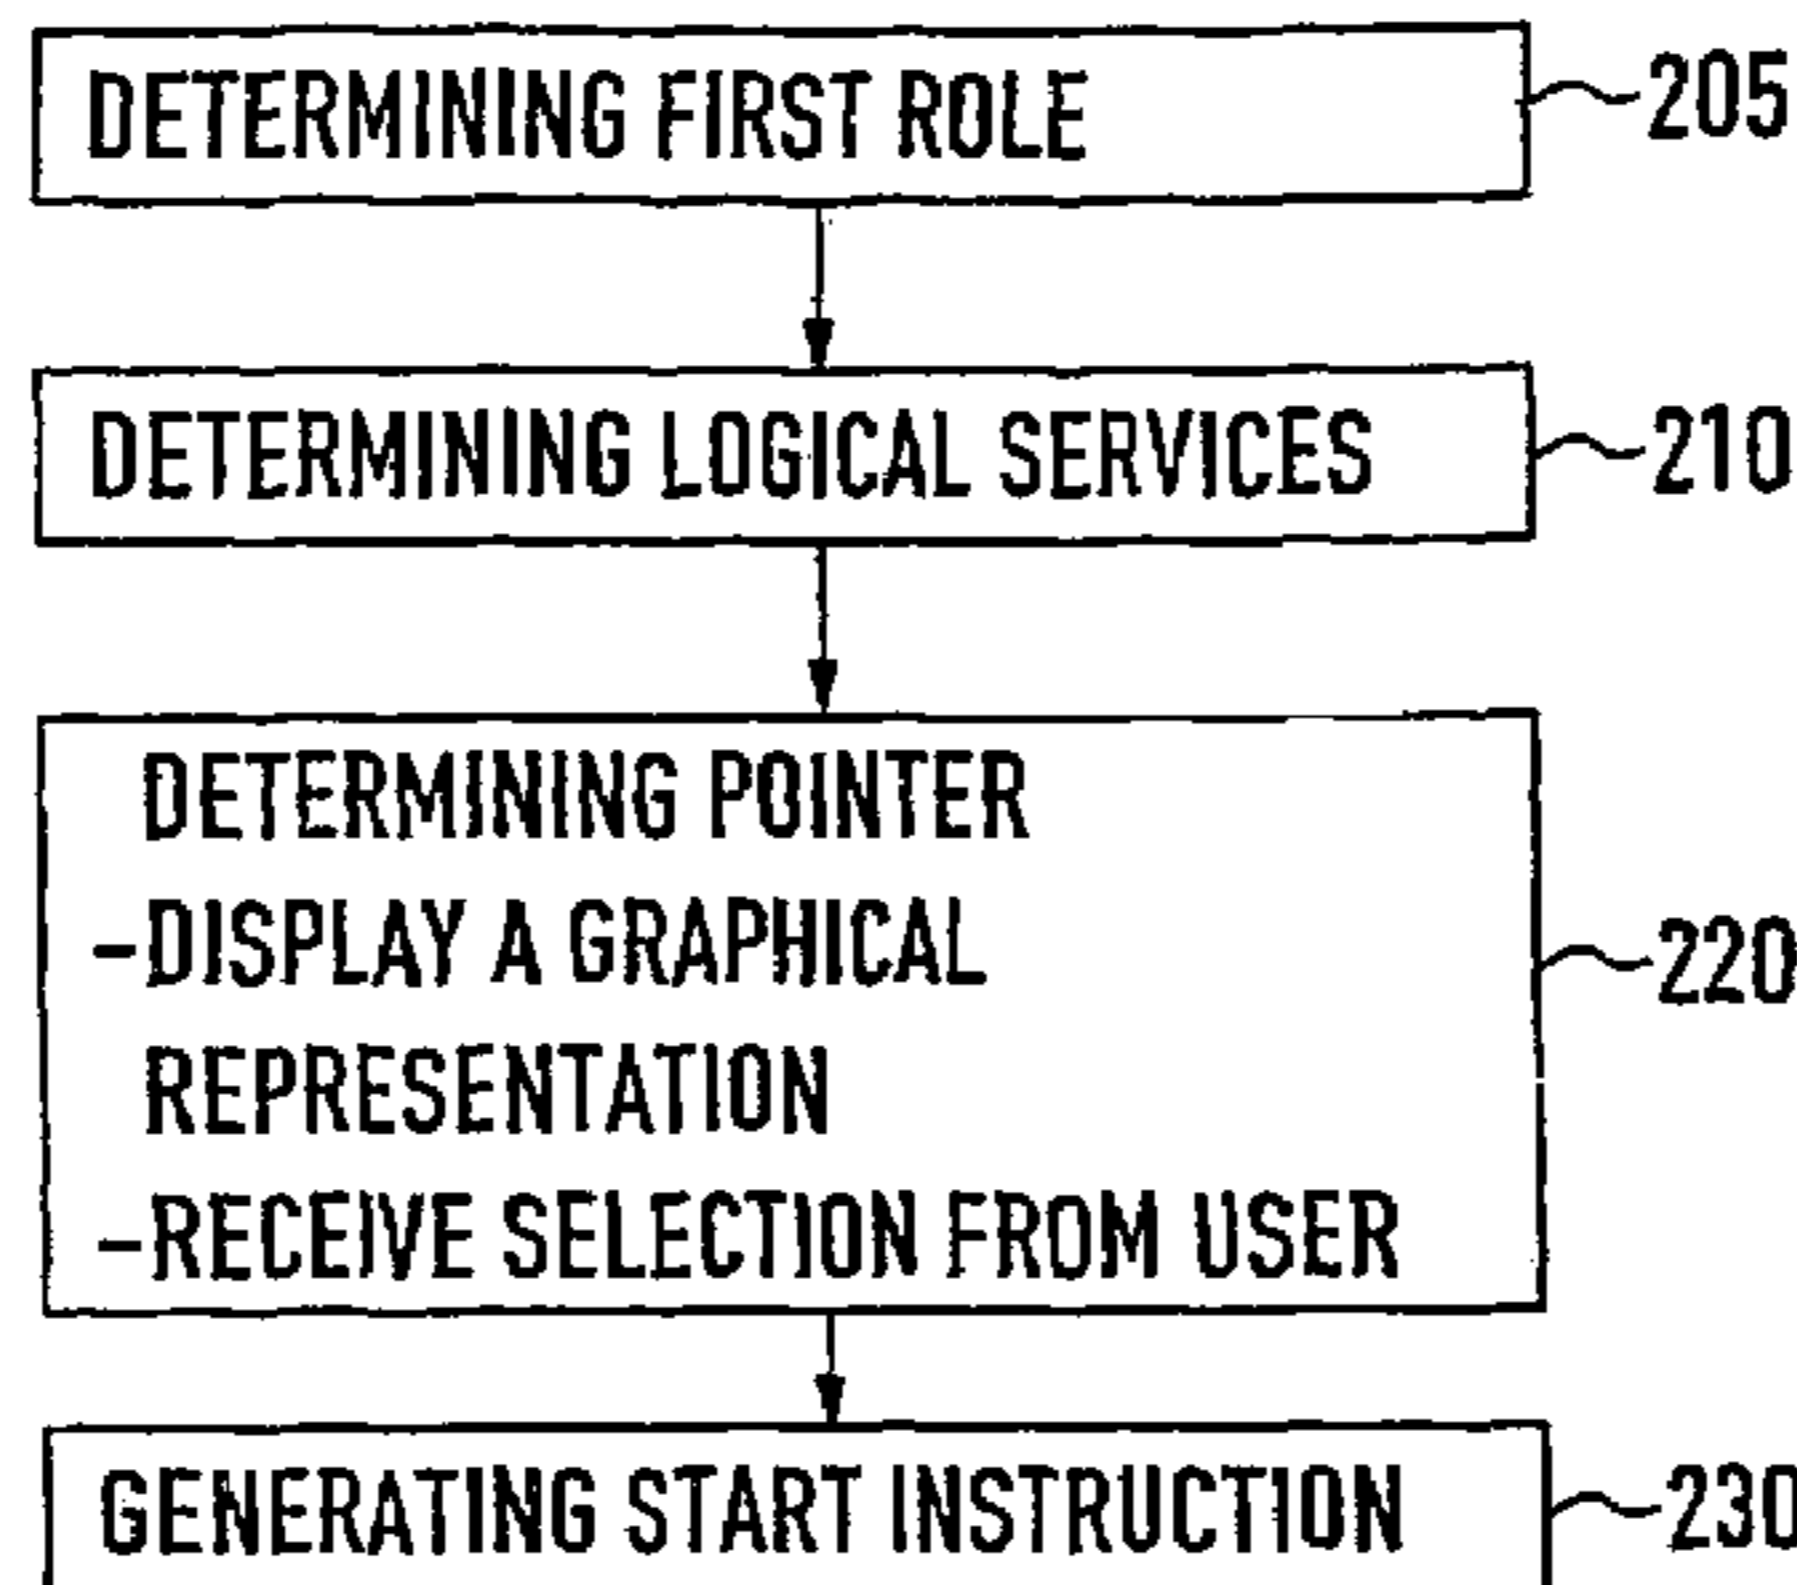 DETERMINING FIRST ROLE
205
DETERMINING LOGICAL SERVICES
210
DETERMINING POINTER
-DISPLAY A GRAPHICAL
REPRESENTATION
-RECEIVE SELECTION FROM USER
220
GENERATING START INSTRUCTION
230